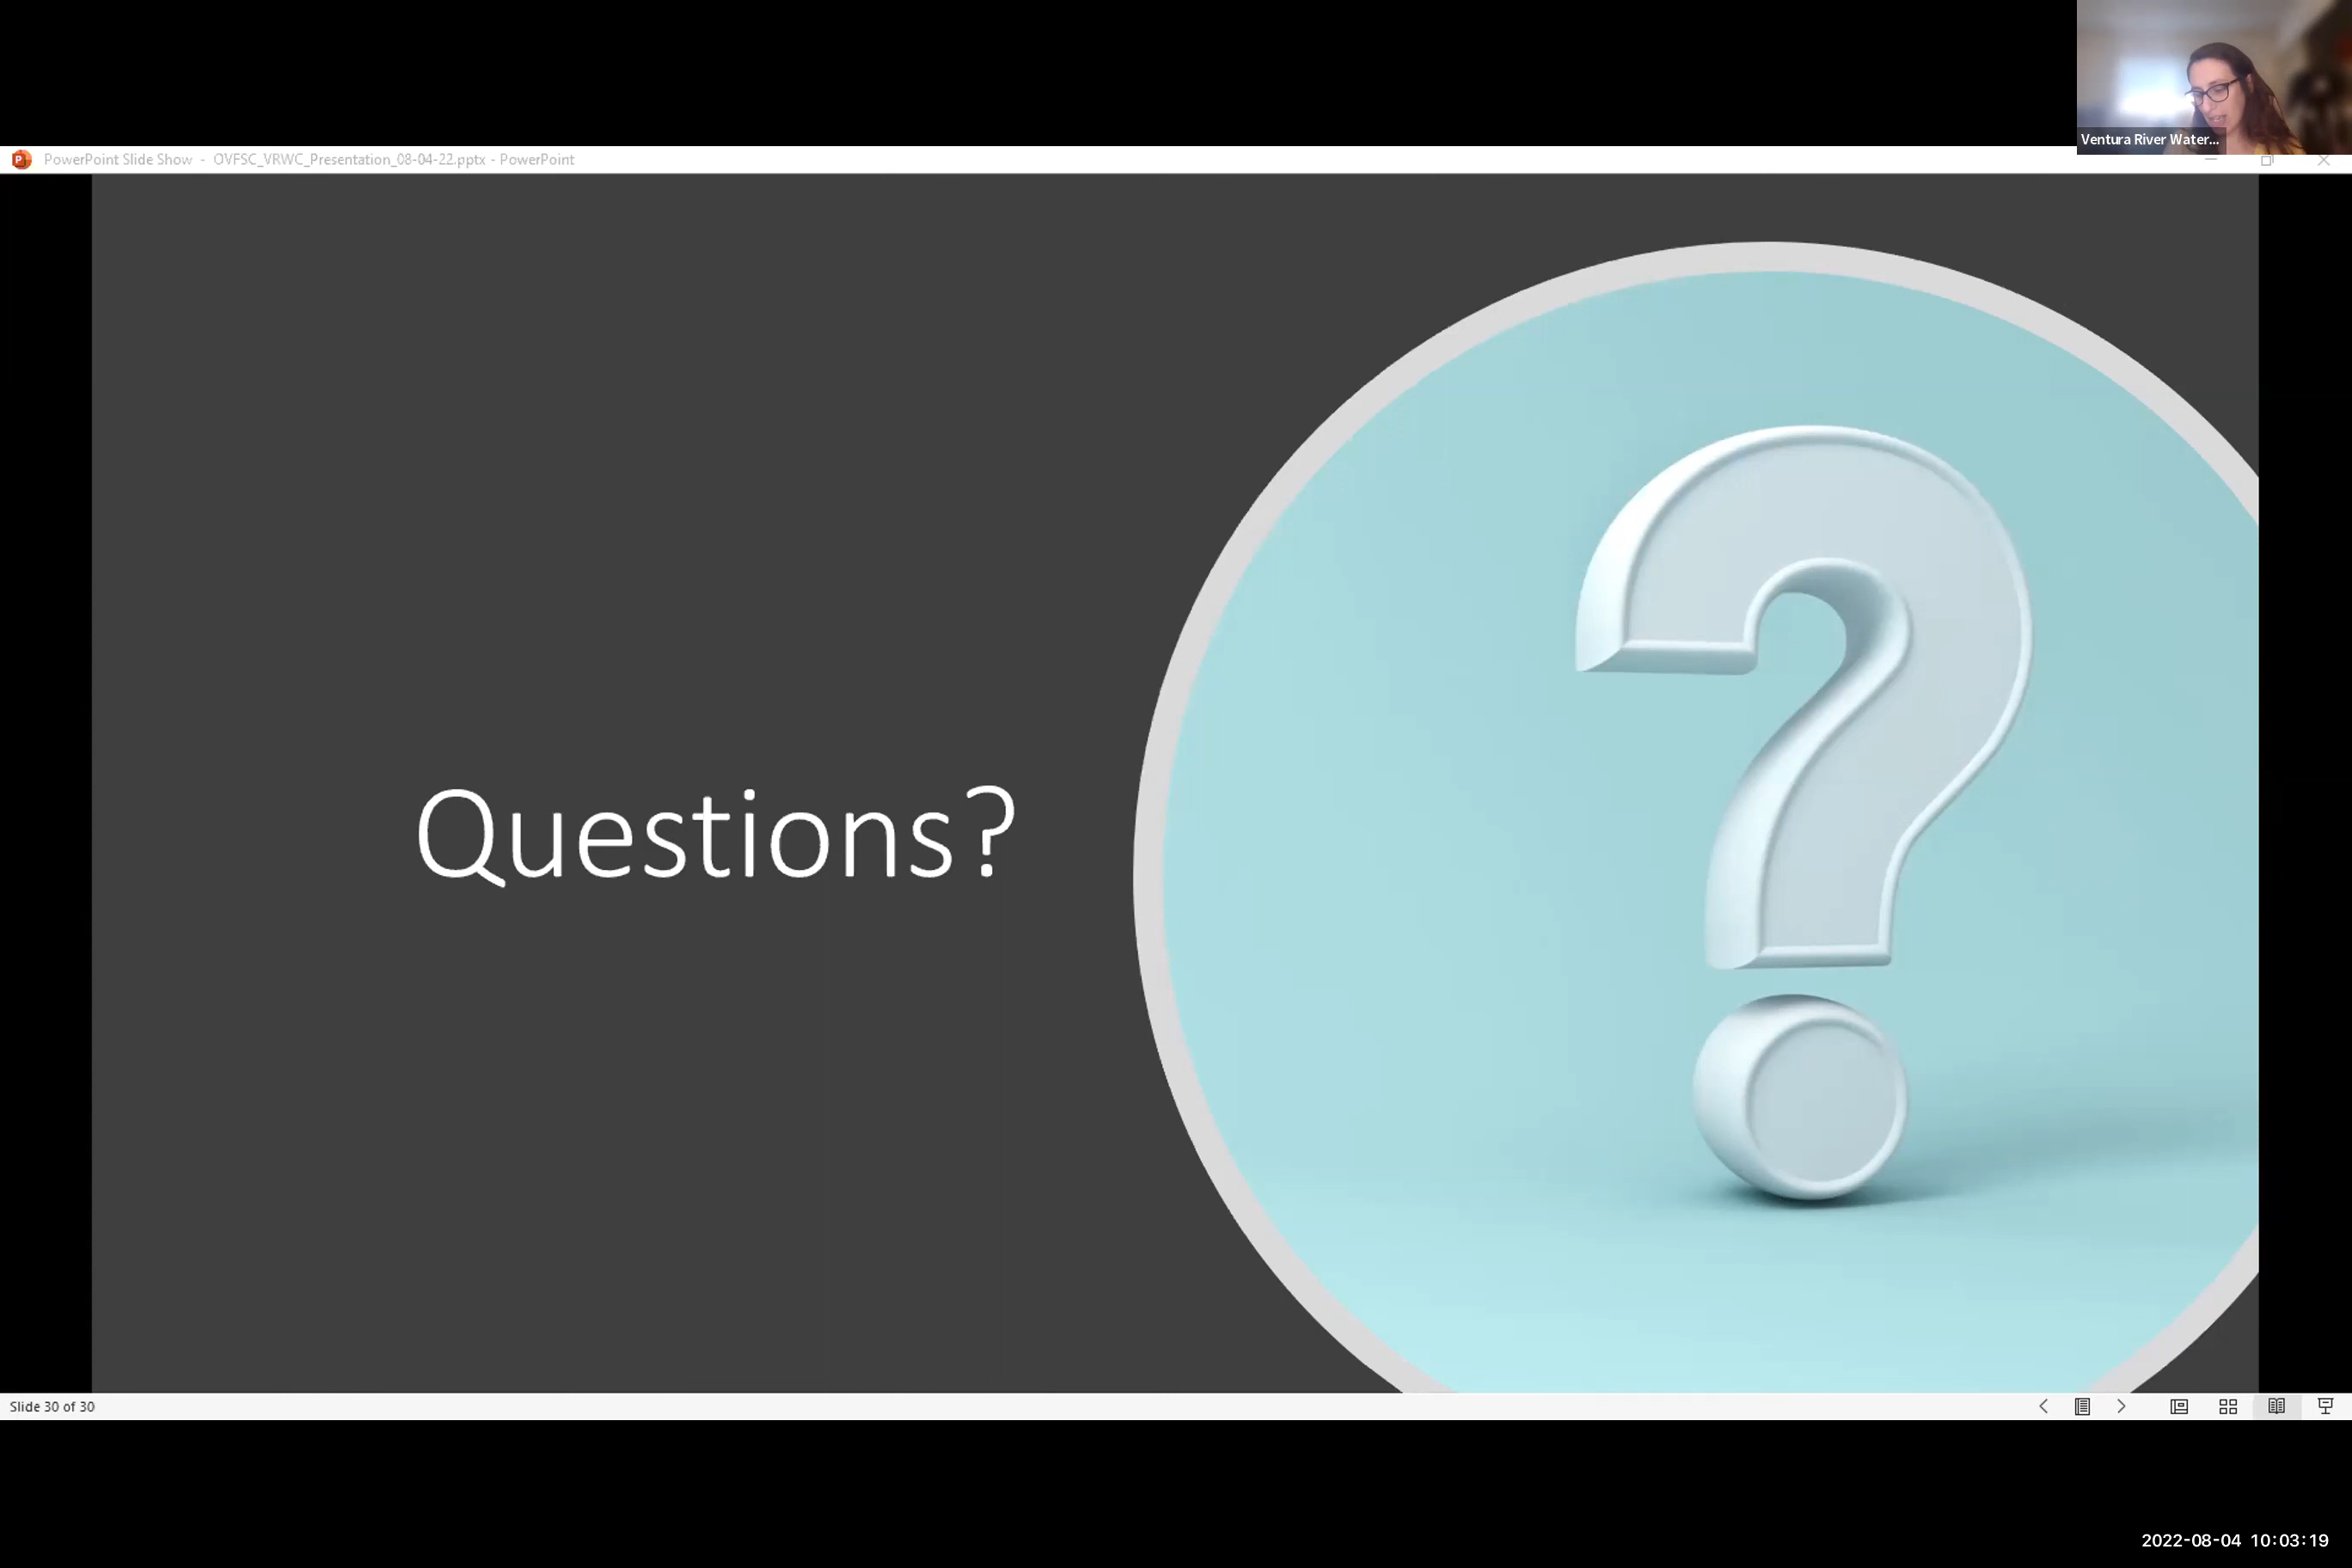 Ventura River Water...
PowerPoint Slide Show - OVFSC_VRWC_Presentation_08-04-22.pptx - PowerPoint
Questions?
Slide 30 of 30
2022-08-04 10:03:19